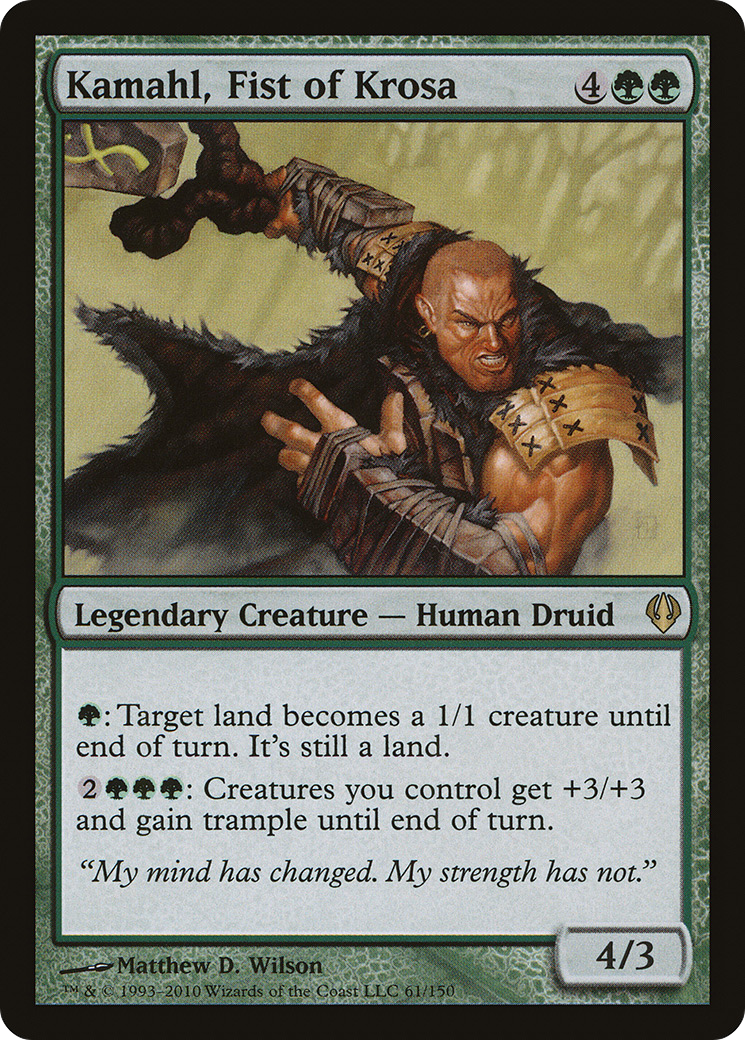 Kamahl, Fist of Krosa 4
Legendary Creature — Human Druid
: Target land becomes a 1/1 creature until
end of turn. It's still a land.
2: Creatures you control get +3/+3
and gain trample until end of turn.
“My mind has changed. My strength has not.”
4/3
Matthew D. Wilson
™ & © 1993–2010 Wizards of the Coast LLC 61/150